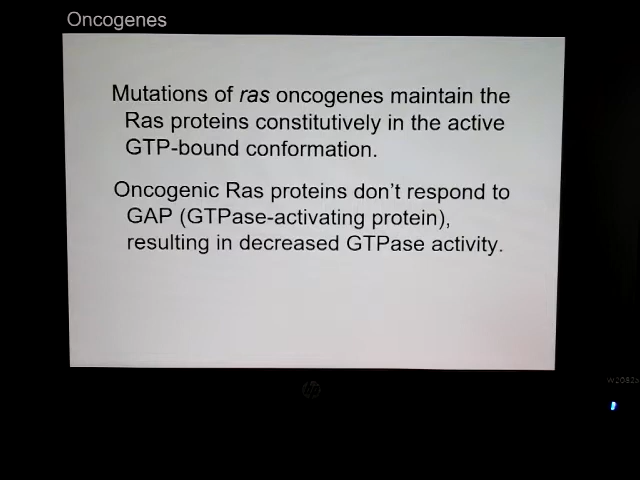 Oncogenes
Mutations of ras oncogenes maintain the
Ras proteins constitutively in the active
GTP-bound conformation.
Oncogenic Ras proteins don't respond to
GAP (GTPase-activating protein),
resulting in decreased GTPase activity.
hp